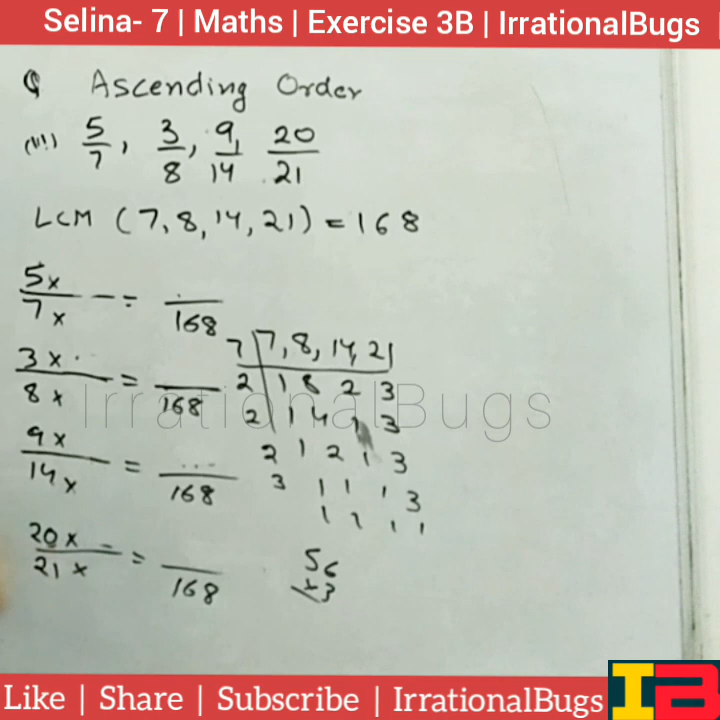 Selina- 7 | Maths | Exercise 3B | IrrationalBugs
Q Ascending Order
(iii) 5/7, 3/8, 9/14, 20/21
LCM (7, 8, 14, 21) = 168
5x/7x = /168
3x/8x = /168
9x/14x = /168
20x/21x = /168
7 | 7, 8, 14, 21
2 | 1 8 2 3
2 | 1 4 1 3
2 1 2 1 3
3 1 1 1 3
1 1 1 1
56
x3
IrrationalBugs
Like | Share | Subscribe | IrrationalBugs
IB